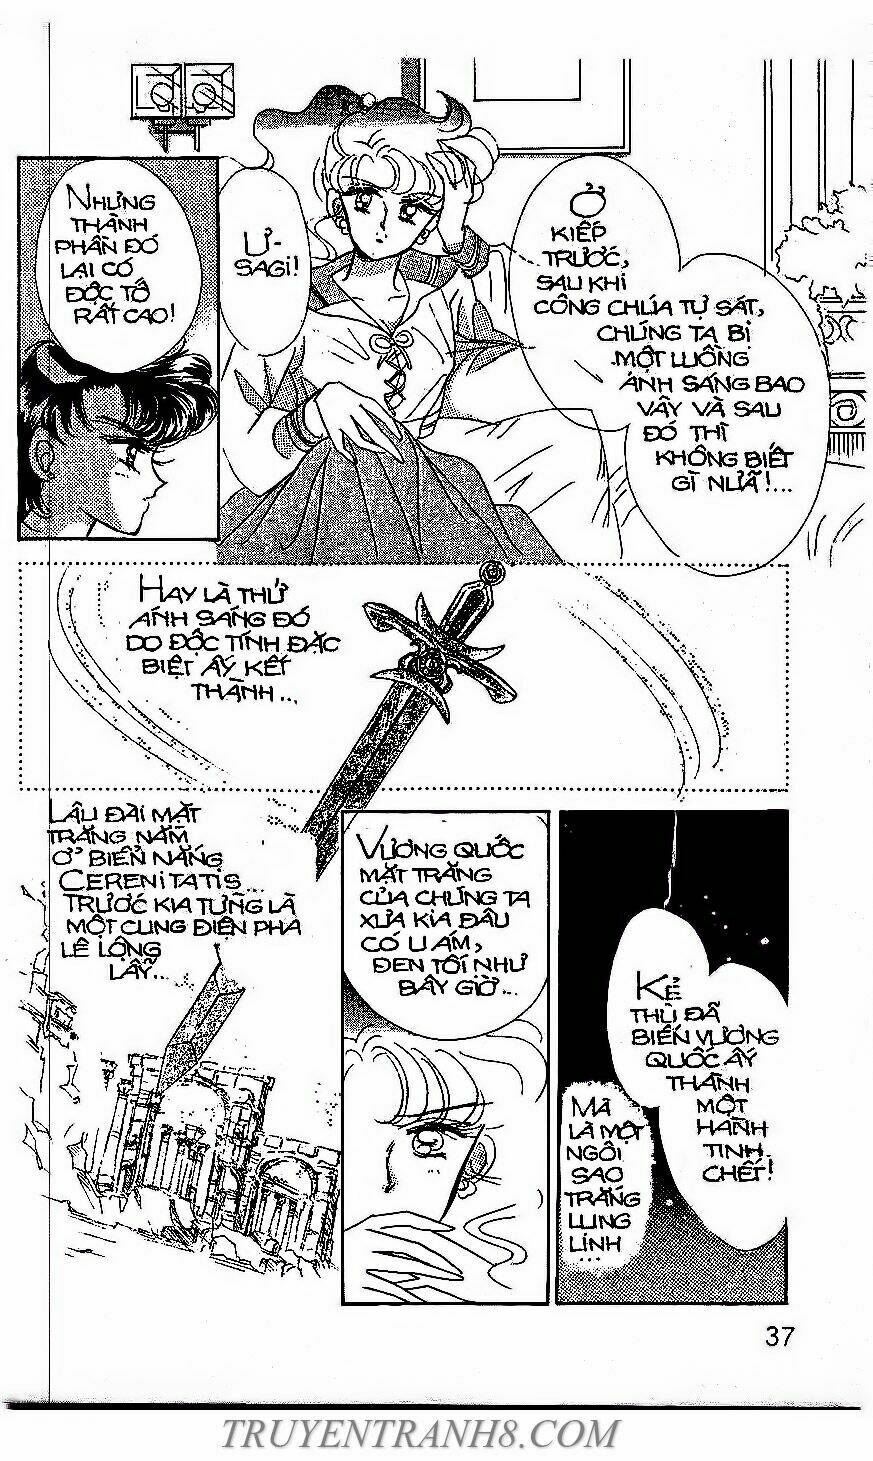 NHƯNG
THÀNH
PHẦN ĐÓ
LẠI CÓ
ĐỘC TỐ
RẤT CAO!
Ư-
SAGI!
Ở
KIẾP
TRƯỚC,
SAU KHI
CÔNG CHÚA TỰ SÁT,
CHÚNG TA BỊ
MỘT LUỒNG
ÁNH SÁNG BAO
VÂY VÀ SAU
ĐÓ THÌ
KHÔNG BIẾT
GÌ NỮA!...
HAY LÀ THỨ
ÁNH SÁNG ĐÓ
DO ĐỘC TÍNH ĐẶC
BIỆT ẤY KẾT
THÀNH...
LÂU ĐÀI MẶT
TRĂNG NẰM
Ở BIỂN NẮNG
CERENITATIS...
TRƯỚC KIA TỪNG LÀ
MỘT CUNG ĐIỆN PHA
LÊ LỘNG
LẪY...
VƯƠNG QUỐC
MẶT TRĂNG
CỦA CHÚNG TA
XƯA KIA ĐÂU
CÓ U ÁM,
ĐEN TỐI NHƯ
BÂY GIỜ...
KẺ
THÙ ĐÃ
BIẾN VƯƠNG
QUỐC ẤY
THÀNH
MỘT
HÀNH
TINH
CHẾT!
MÀ
LÀ MỘT
NGÔI
SAO
TRẮNG
LUNG
LINH
...
37
TRUYENTRANH8.COM